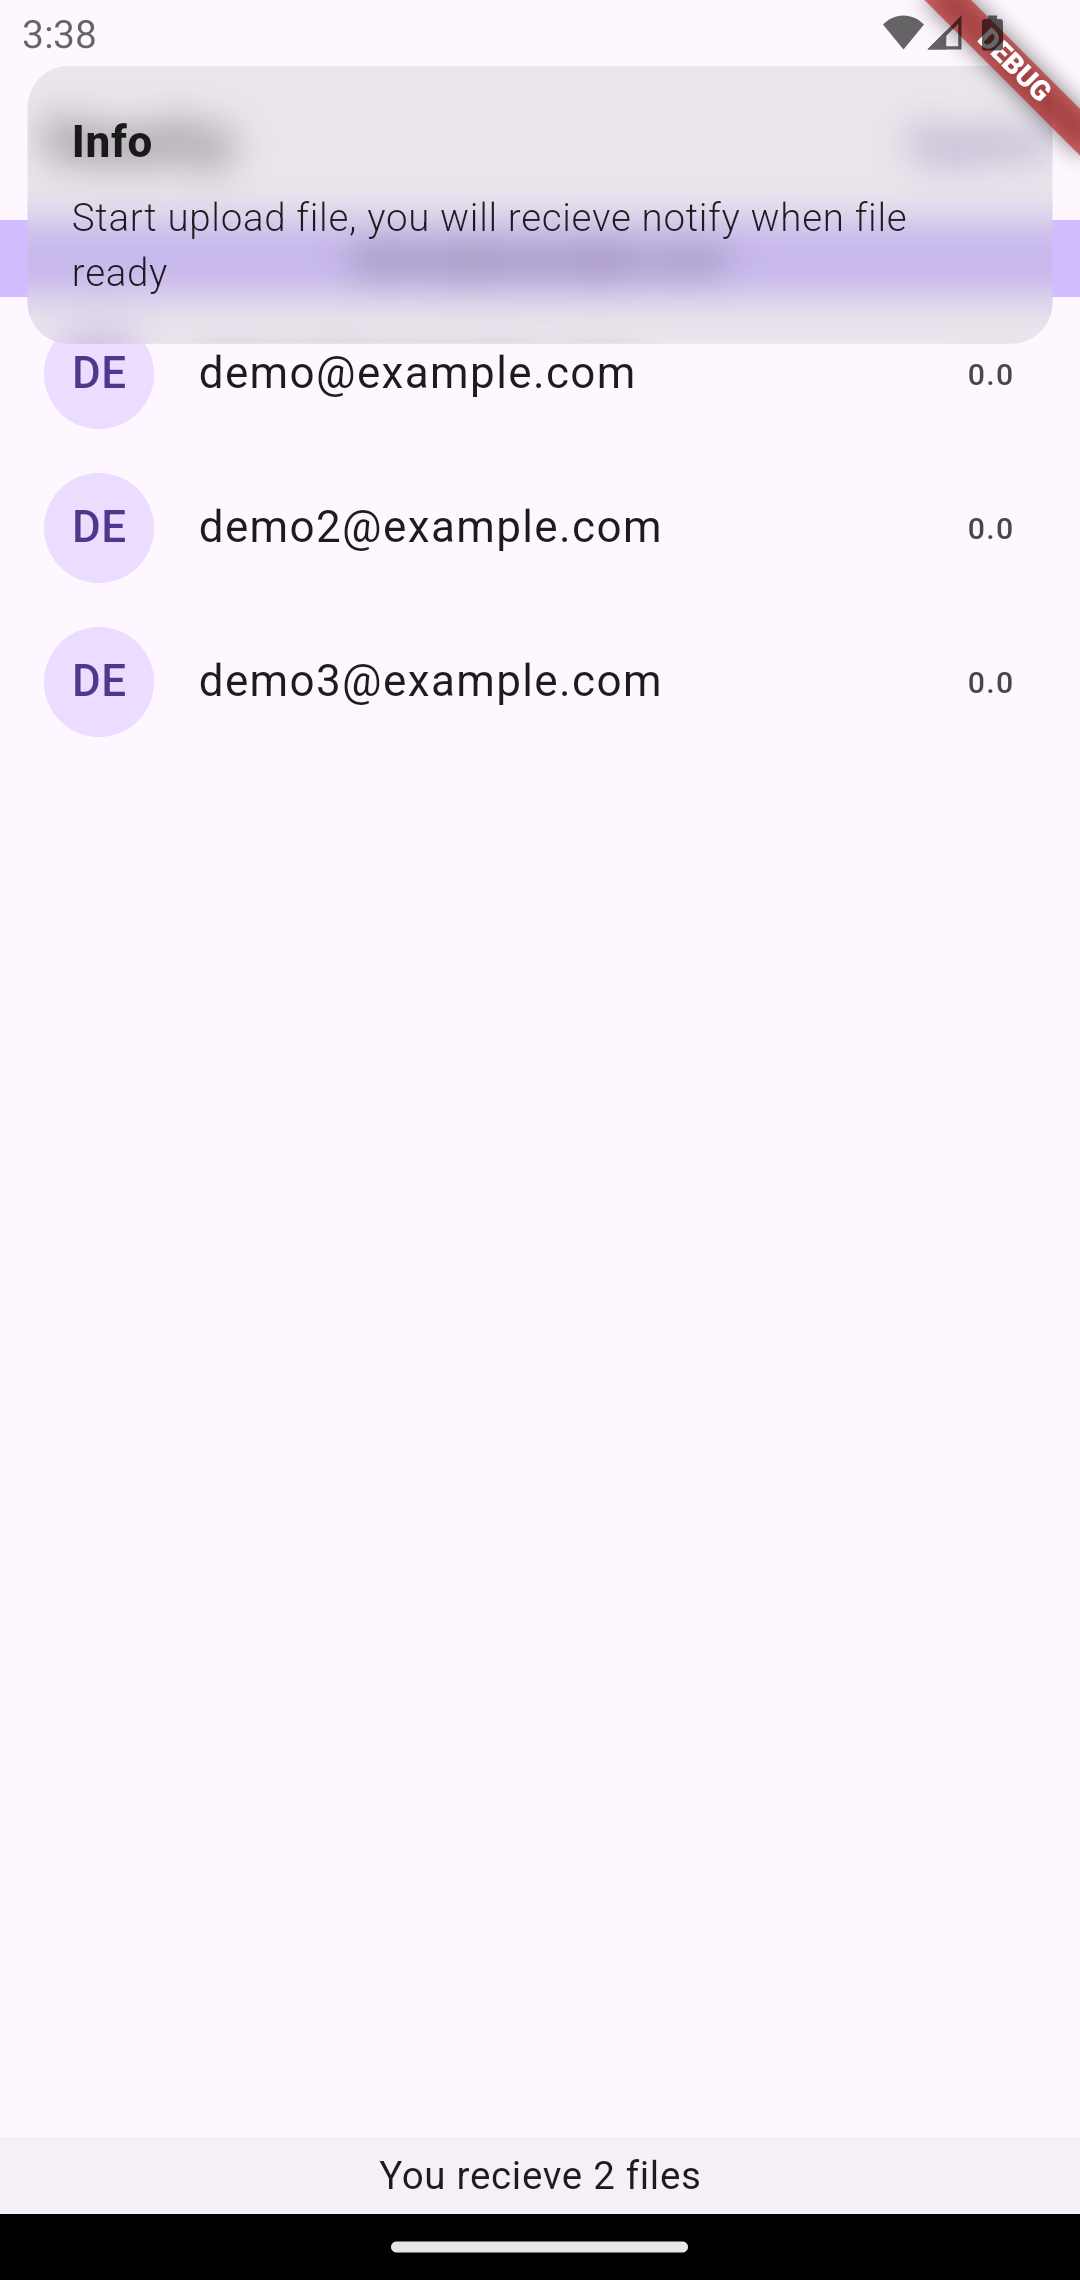 3:38
DEBUG
Info
Start upload file, you will recieve notify when file
ready
DE demo@example.com 0.0
DE demo2@example.com 0.0
DE demo3@example.com 0.0
You recieve 2 files